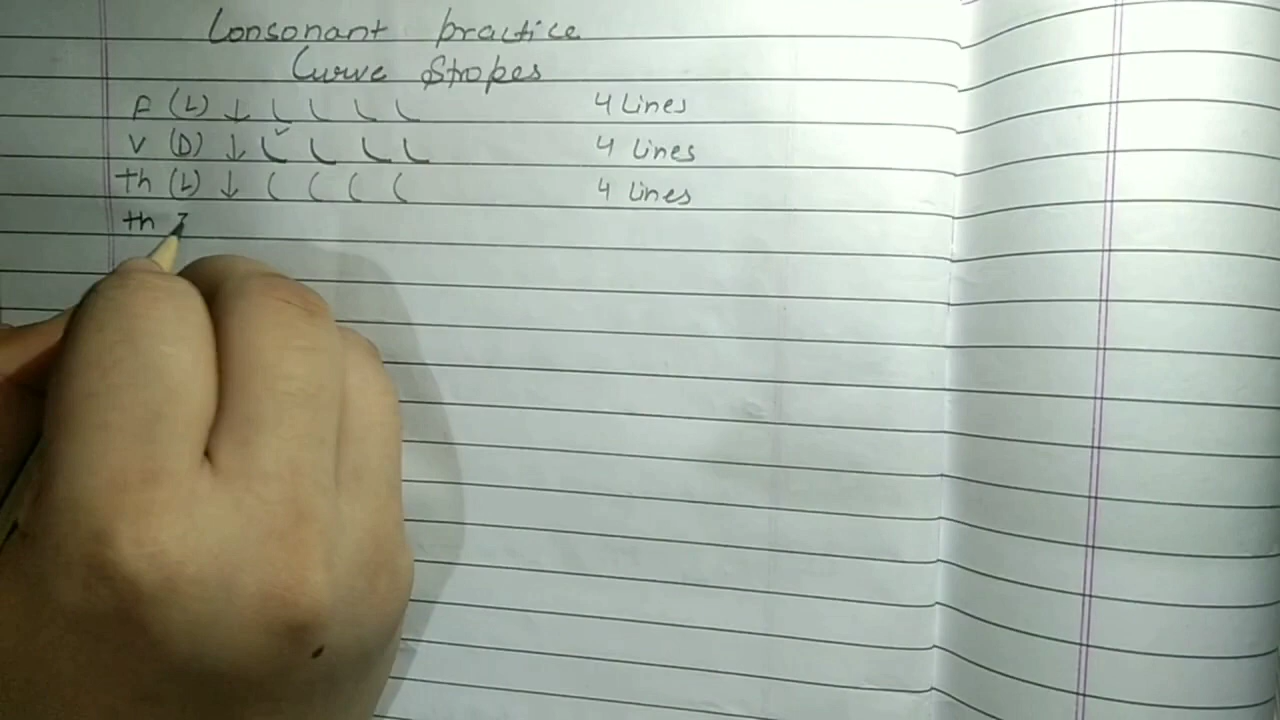 Consonant practice
Curve Strokes
F (L) ↓ 4 Lines
V (D) ↓ 4 Lines
th (L) ↓ 4 Lines
th